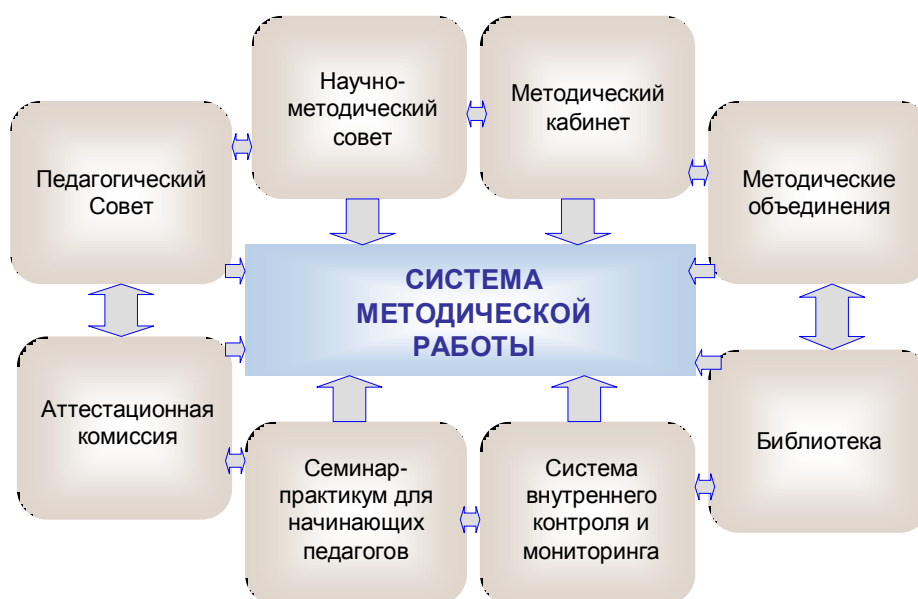 Научно-
методический
совет
Методический
кабинет
Педагогический
Совет
Методические
объединения
СИСТЕМА
МЕТОДИЧЕСКОЙ
РАБОТЫ
Аттестационная
комиссия
Библиотека
Семинар-
практикум для
начинающих
педагогов
Система
внутреннего
контроля и
мониторинга